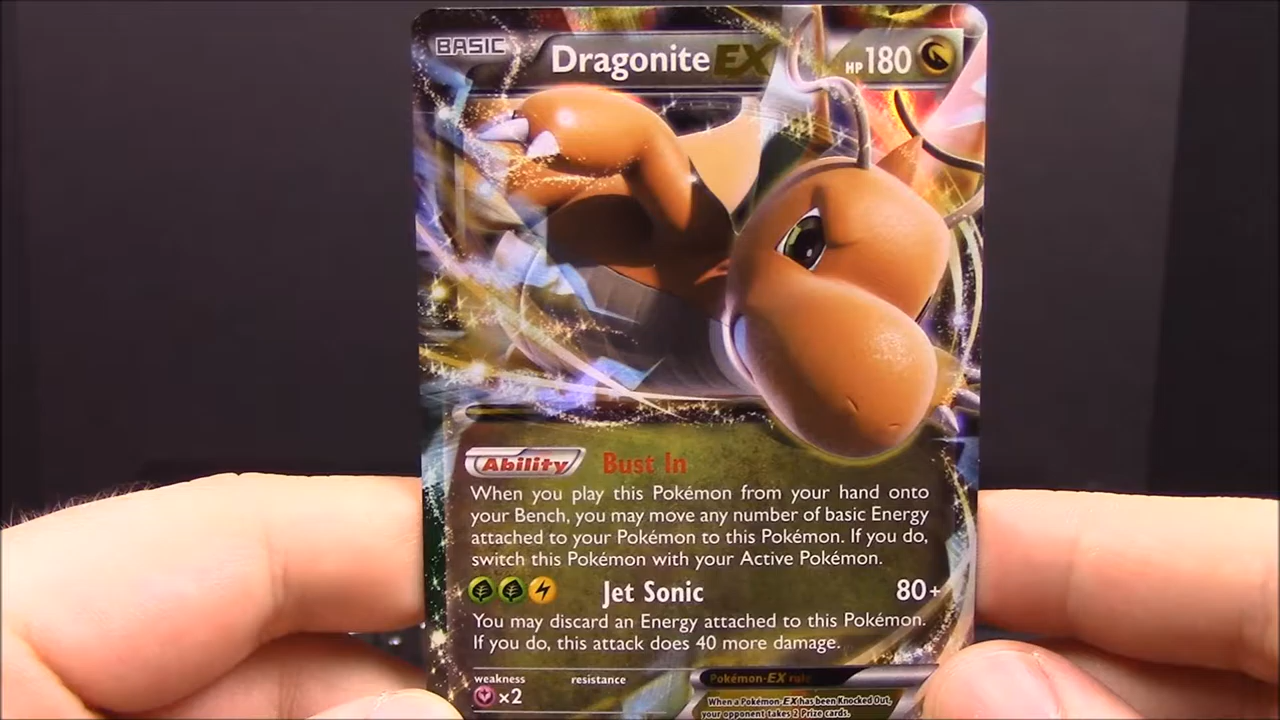 BASIC Dragonite EX HP 180
Ability Bust In
When you play this Pokémon from your hand onto
your Bench, you may move any number of basic Energy
attached to your Pokémon to this Pokémon. If you do,
switch this Pokémon with your Active Pokémon.
Jet Sonic 80+
You may discard an Energy attached to this Pokémon.
If you do, this attack does 40 more damage.
weakness resistance Pokémon-EX rule
×2 When a Pokémon-EX has been Knocked Out,
your opponent takes 2 Prize cards.